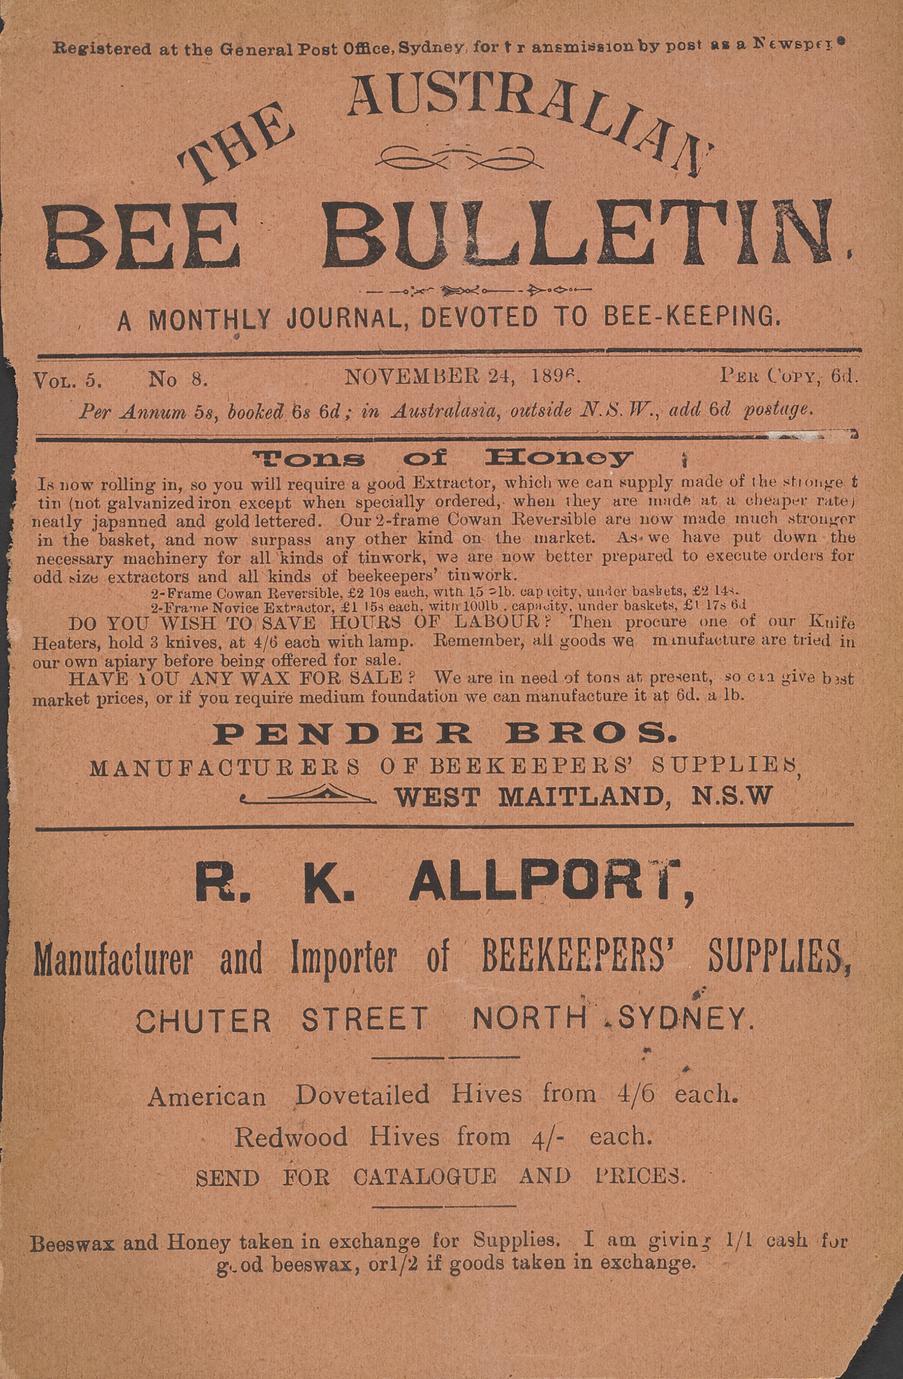 Registered at the General Post Office, Sydney, for tr ansmission by post as a
THE AUSTRALIAN
BEE BULLETIN.
A MONTHLY JOURNAL, DEVOTED TO BEE-KEEPING.
VOL. 5. No 8. NOVEMBER 24, 1896. PER COPY, 6d.
Per Annum 5s, booked 6s 6d; in Australasia, outside N.S.W., add 6d postage.
Tons of Honey
Is now rolling in, so you will require a good Extractor, which we can supply made of the
tin (not galvanized iron except when specially ordered, when they are made at a cheaper rate)
neatly japanned and gold lettered. Our 2-frame Cowan Reversible are now made much stronger
in the basket, and now surpass any other kind on the market. As we have put down the
necessary machinery for all kinds of tinwork, we are now better prepared to execute orders for
odd size extractors and all kinds of beekeepers' tinwork.
2-Frame Cowan Reversible, £2 10s each, with capacity, under baskets, £2 14s.
2-Frame Novice Extractor, £1 15s each, with 100lb. capacity, under baskets, £1 17s 6d
DO YOU WISH TO SAVE HOURS OF LABOUR? Then procure one of our Knife
Heaters, hold 3 knives, at 4/6 each with lamp. Remember, all goods we manufacture are tried in
our own apiary before being offered for sale.
HAVE YOU ANY WAX FOR SALE? We are in need of tons at present, so can give best
market prices, or if you require medium foundation we can manufacture it at 6d. a lb.
PENDER BROS.
MANUFACTURERS OF BEEKEEPERS' SUPPLIES,
WEST MAITLAND, N.S.W
R. K. ALLPORT,
Manufacturer and Importer of BEEKEEPERS' SUPPLIES,
CHUTER STREET NORTH SYDNEY.
American Dovetailed Hives from 4/6 each.
Redwood Hives from 4/- each.
SEND FOR CATALOGUE AND PRICES.
Beeswax and Honey taken in exchange for Supplies. I am giving 1/1 cash for
good beeswax, or1/2 if goods taken in exchange.